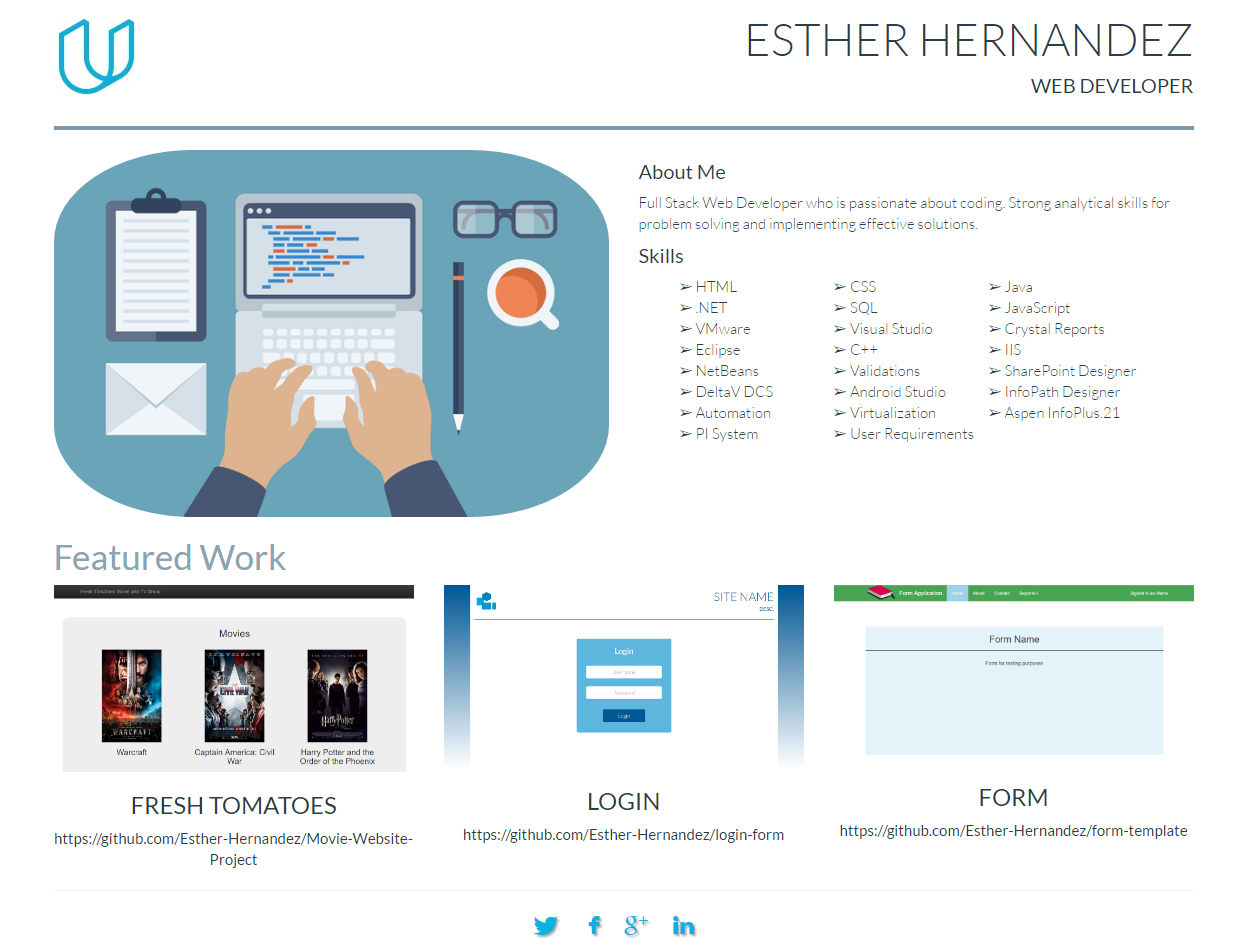 ESTHER HERNANDEZ
WEB DEVELOPER
About Me
Full Stack Web Developer who is passionate about coding. Strong analytical skills for
problem solving and implementing effective solutions.
Skills
➢ HTML ➢ CSS ➢ Java
➢ .NET ➢ SQL ➢ JavaScript
➢ VMware ➢ Visual Studio ➢ Crystal Reports
➢ Eclipse ➢ C++ ➢ IIS
➢ NetBeans ➢ Validations ➢ SharePoint Designer
➢ DeltaV DCS ➢ Android Studio ➢ InfoPath Designer
➢ Automation ➢ Virtualization ➢ Aspen InfoPlus.21
➢ PI System ➢ User Requirements
Featured Work
Fresh Tomatoes Movie and TV Show
Movies
WARCRAFT
CIVIL WAR
Harry Potter
Warcraft
Captain America: Civil
War
Harry Potter and the
Order of the Phoenix
FRESH TOMATOES
https://github.com/Esther-Hernandez/Movie-Website-
Project
SITE NAME
DESC.
Login
Username
Password
Login
LOGIN
https://github.com/Esther-Hernandez/login-form
Form Application Home About Contact Reports Signed in as Name
Form Name
Form for testing purposes
FORM
https://github.com/Esther-Hernandez/form-template